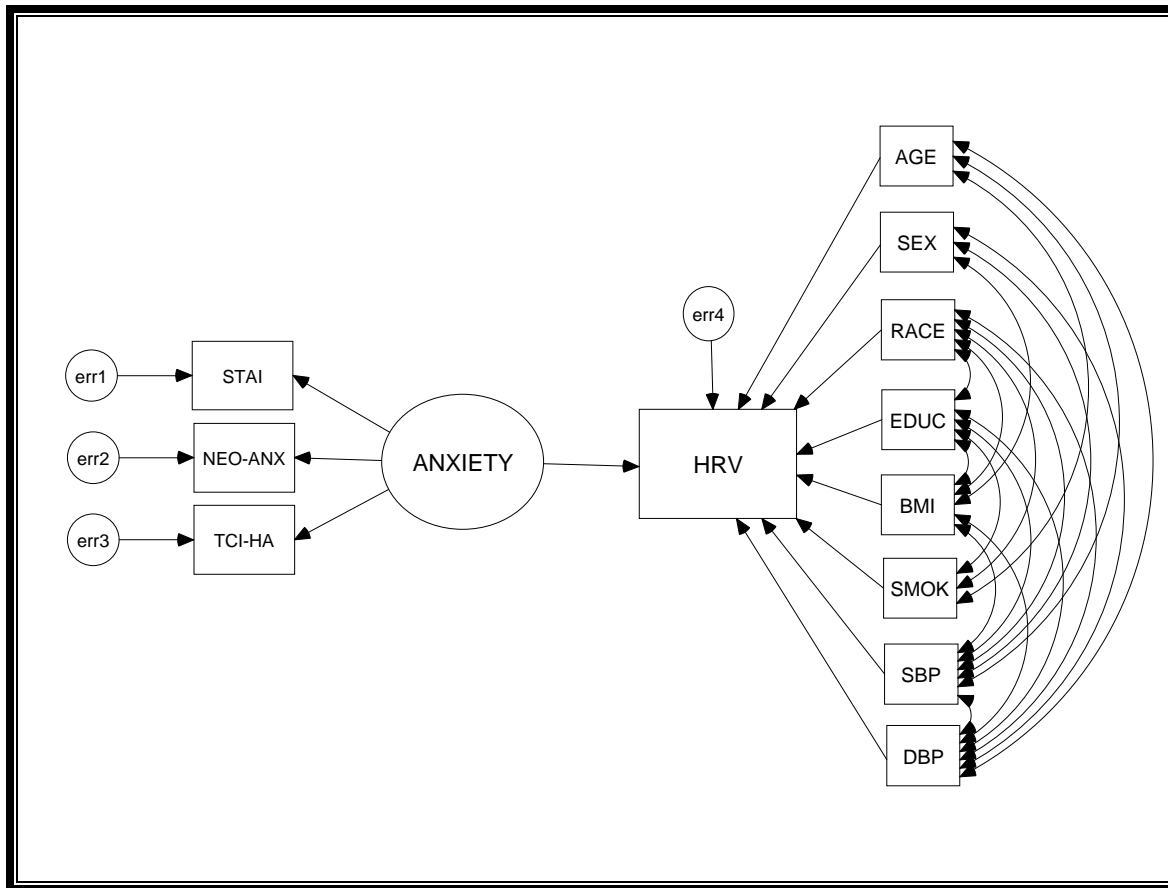 err1
STAI
err2
NEO-ANX
err3
TCI-HA
ANXIETY
err4
HRV
AGE
SEX
RACE
EDUC
BMI
SMOK
SBP
DBP